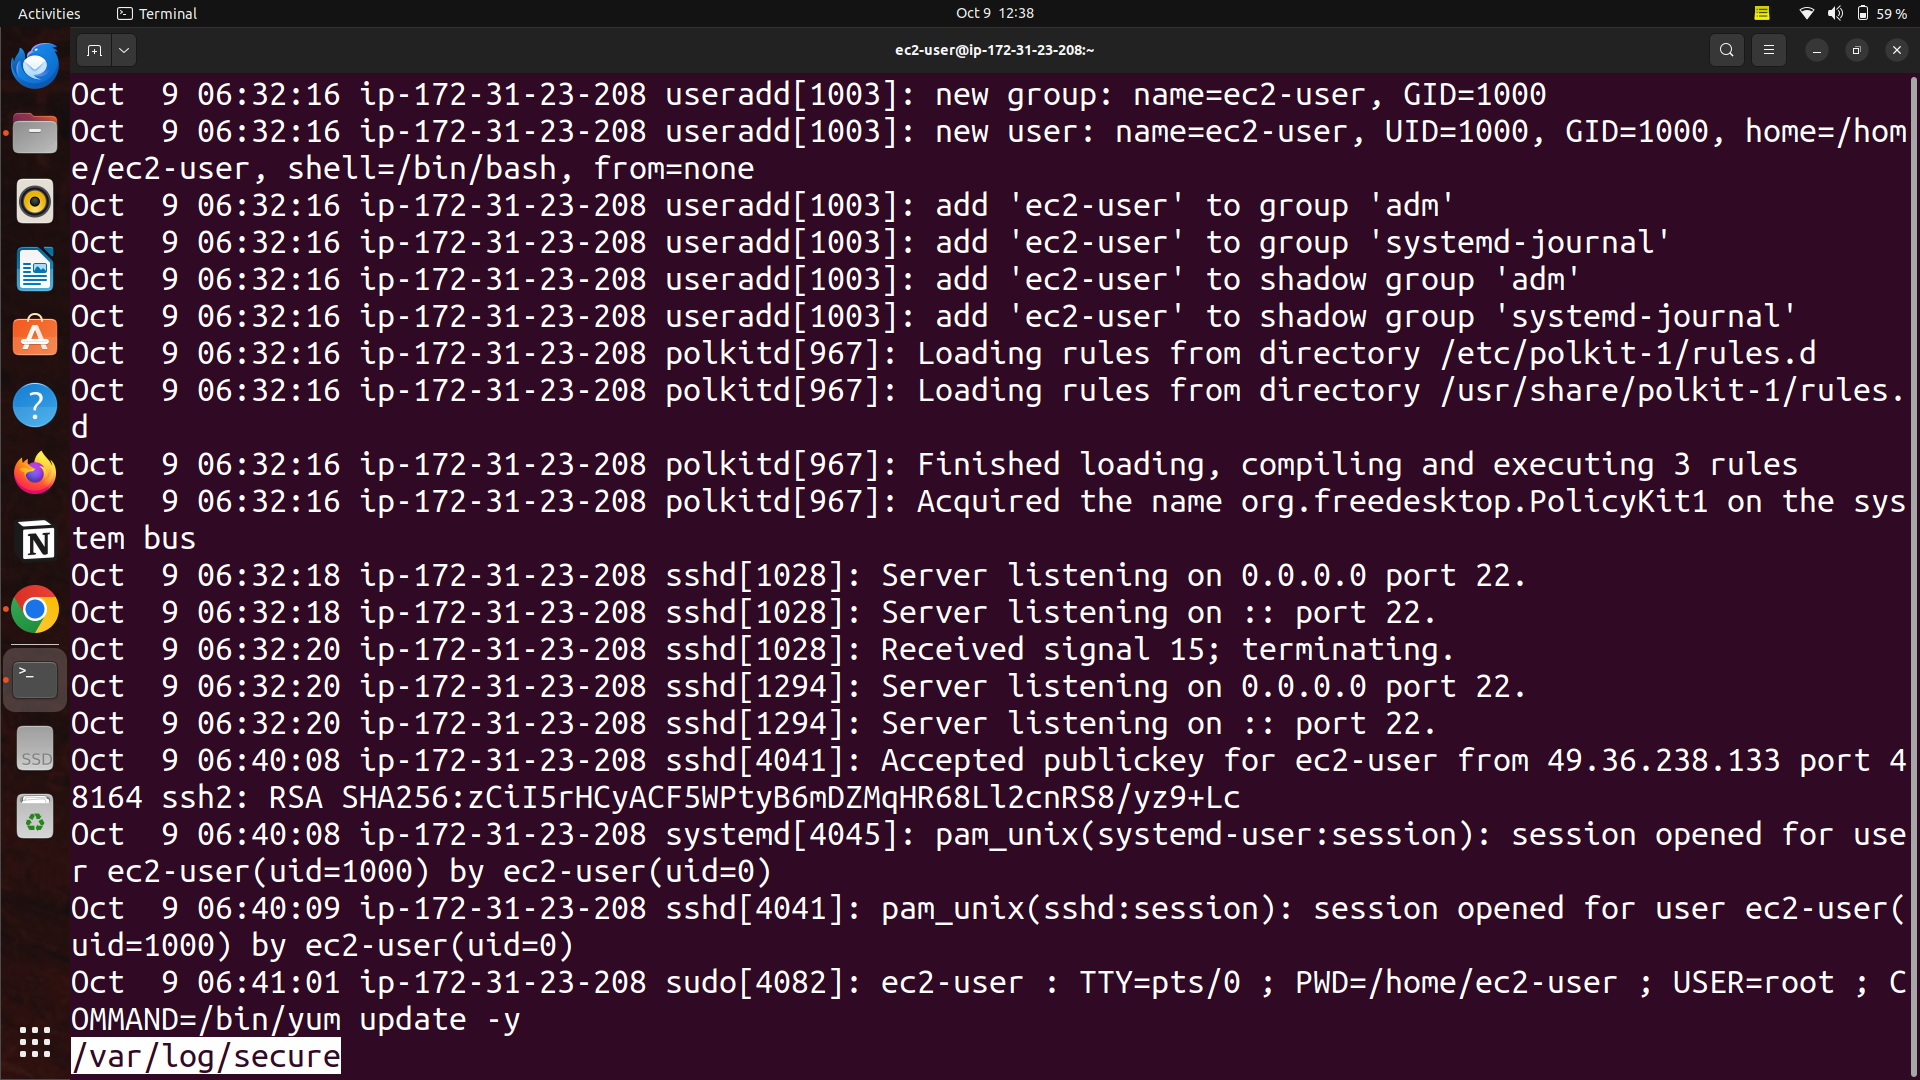 Activities
Terminal
Oct 9 12:38
59 %
ec2-user@ip-172-31-23-208:~
Oct  9 06:32:16 ip-172-31-23-208 useradd[1003]: new group: name=ec2-user, GID=1000
Oct  9 06:32:16 ip-172-31-23-208 useradd[1003]: new user: name=ec2-user, UID=1000, GID=1000, home=/hom
e/ec2-user, shell=/bin/bash, from=none
Oct  9 06:32:16 ip-172-31-23-208 useradd[1003]: add 'ec2-user' to group 'adm'
Oct  9 06:32:16 ip-172-31-23-208 useradd[1003]: add 'ec2-user' to group 'systemd-journal'
Oct  9 06:32:16 ip-172-31-23-208 useradd[1003]: add 'ec2-user' to shadow group 'adm'
Oct  9 06:32:16 ip-172-31-23-208 useradd[1003]: add 'ec2-user' to shadow group 'systemd-journal'
Oct  9 06:32:16 ip-172-31-23-208 polkitd[967]: Loading rules from directory /etc/polkit-1/rules.d
Oct  9 06:32:16 ip-172-31-23-208 polkitd[967]: Loading rules from directory /usr/share/polkit-1/rules.
d
Oct  9 06:32:16 ip-172-31-23-208 polkitd[967]: Finished loading, compiling and executing 3 rules
Oct  9 06:32:16 ip-172-31-23-208 polkitd[967]: Acquired the name org.freedesktop.PolicyKit1 on the sys
tem bus
Oct  9 06:32:18 ip-172-31-23-208 sshd[1028]: Server listening on 0.0.0.0 port 22.
Oct  9 06:32:18 ip-172-31-23-208 sshd[1028]: Server listening on :: port 22.
Oct  9 06:32:20 ip-172-31-23-208 sshd[1028]: Received signal 15; terminating.
Oct  9 06:32:20 ip-172-31-23-208 sshd[1294]: Server listening on 0.0.0.0 port 22.
Oct  9 06:32:20 ip-172-31-23-208 sshd[1294]: Server listening on :: port 22.
Oct  9 06:40:08 ip-172-31-23-208 sshd[4041]: Accepted publickey for ec2-user from 49.36.238.133 port 4
8164 ssh2: RSA SHA256:zCiI5rHCyACF5WPtyB6mDZMqHR68Ll2cnRS8/yz9+Lc
Oct  9 06:40:08 ip-172-31-23-208 systemd[4045]: pam_unix(systemd-user:session): session opened for use
r ec2-user(uid=1000) by ec2-user(uid=0)
Oct  9 06:40:09 ip-172-31-23-208 sshd[4041]: pam_unix(sshd:session): session opened for user ec2-user(
uid=1000) by ec2-user(uid=0)
Oct  9 06:41:01 ip-172-31-23-208 sudo[4082]: ec2-user : TTY=pts/0 ; PWD=/home/ec2-user ; USER=root ; C
OMMAND=/bin/yum update -y
/var/log/secure
SSD